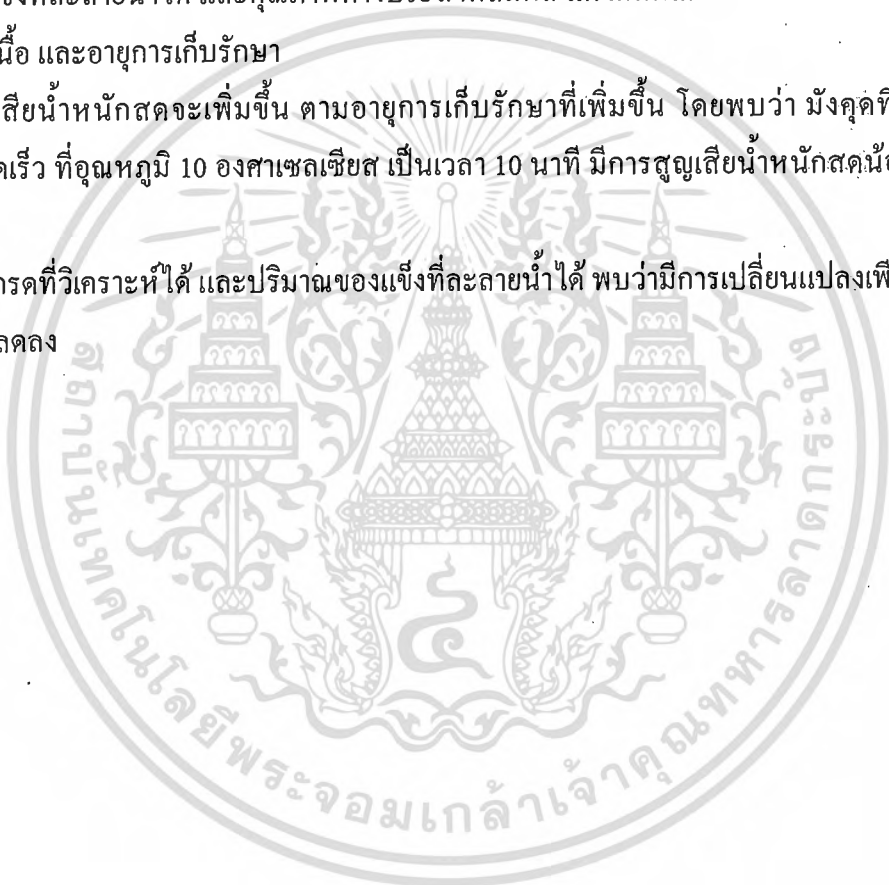 นื้อ และอายุการเก็บรักษา
สียน้ำหนักสดจะเพิ่มขึ้น ตามอายุการเก็บรักษาที่เพิ่มขึ้น โดยพบว่า มังคุดที่
ดเร็ว ที่อุณหภูมิ 10 องศาเซลเซียส เป็นเวลา 10 นาที มีการสูญเสียน้ำหนักสดน้อ
กรดที่วิเคราะห์ได้ และปริมาณของแข็งที่ละลายน้ำได้ พบว่ามีการเปลี่ยนแปลงเพี
ลดลง
สถาบันเทคโนโลยีพระจอมเกล้าเจ้าคุณทหารลาดกระบัง